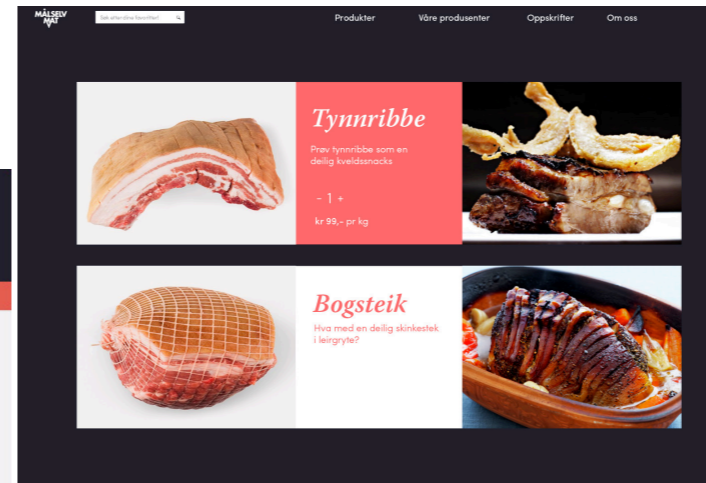 MÅLSELV
MAT
Søk etter dine favoritter!
Produkter
Våre produsenter
Oppskrifter
Om oss
Tynnribbe
Prøv tynnribbe som en
deilig kveldssnacks
- 1 +
kr 99,- pr kg
Bogsteik
Hva med en deilig skinkestek
i leirgryte?